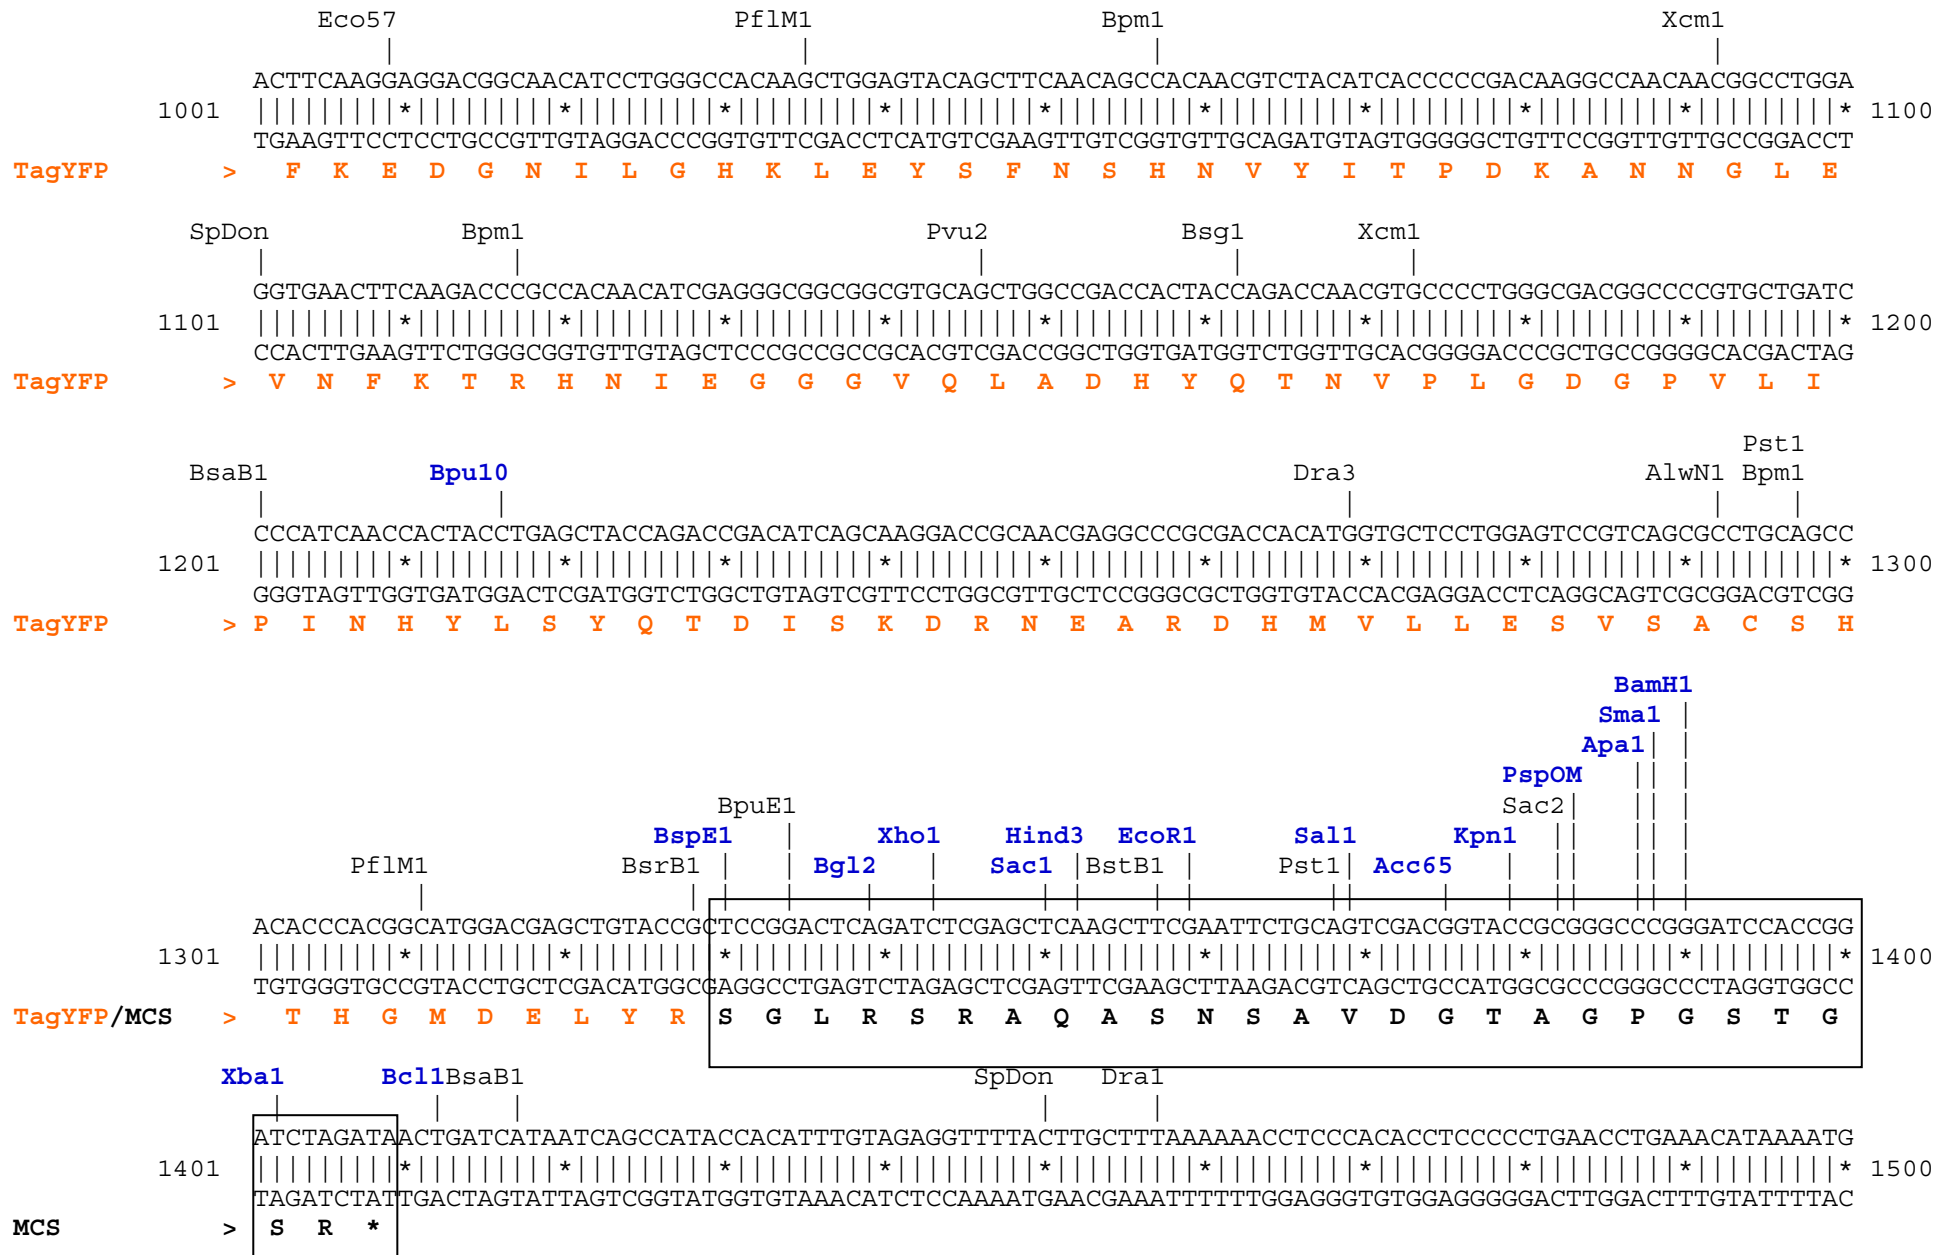 Eco57 PflM1 Bpm1 Xcm1
ACTTCAAGGAGGACGGCAACATCCTGGGCCACAAGCTGGAGTACAGCTTCAACAGCCACAACGTCTACATCACCCCCGACAAGGCCAACAACGGCCTGGA
1001 |||||||||*|||||||||*|||||||||*|||||||||*|||||||||*|||||||||*|||||||||*|||||||||*|||||||||*|||||||||* 1100
TGAAGTTCCTCCTGCCGTTGTAGGACCCGGTGTTCGACCTCATGTCGAAGTTGTCGGTGTTGCAGATGTAGTGGGGGCTGTTCCGGTTGTTGCCGGACCT
TagYFP > F K E D G N I L G H K L E Y S F N S H N V Y I T P D K A N N G L E
SpDon Bpm1 Pvu2 Bsg1 Xcm1
GGTGAACTTCAAGACCCGCCACAACATCGAGGGCGGCGGCGTGCAGCTGGCCGACCACTACCAGACCAACGTGCCCCTGGGCGACGGCCCCGTGCTGATC
1101 |||||||||*|||||||||*|||||||||*|||||||||*|||||||||*|||||||||*|||||||||*|||||||||*|||||||||*|||||||||* 1200
CCACTTGAAGTTCTGGGCGGTGTTGTAGCTCCCGCCGCCGCACGTCGACCGGCTGGTGATGGTCTGGTTGCACGGGGACCCGCTGCCGGGGCACGACTAG
TagYFP > V N F K T R H N I E G G G V Q L A D H Y Q T N V P L G D G P V L I
Pst1
BsaB1 Bpu10 Dra3 AlwN1 Bpm1
CCCATCAACCACTACCTGAGCTACCAGACCGACATCAGCAAGGACCGCAACGAGGCCCGCGACCACATGGTGCTCCTGGAGTCCGTCAGCGCCTGCAGCC
1201 |||||||||*|||||||||*|||||||||*|||||||||*|||||||||*|||||||||*|||||||||*|||||||||*|||||||||*|||||||||* 1300
GGGTAGTTGGTGATGGACTCGATGGTCTGGCTGTAGTCGTTCCTGGCGTTGCTCCGGGCGCTGGTGTACCACGAGGACCTCAGGCAGTCGCGGACGTCGG
TagYFP > P I N H Y L S Y Q T D I S K D R N E A R D H M V L L E S V S A C S H
BamH1
Sma1
Apa1
PspOM
BpuE1 Sac2
BspE1 Xho1 Hind3 EcoR1 Sal1 Kpn1
PflM1 BsrB1 Bgl2 Sac1 BstB1 Pst1 Acc65
ACACCCACGGCATGGACGAGCTGTACCGCTCCGGACTCAGATCTCGAGCTCAAGCTTCGAATTCTGCAGTCGACGGTACCGCGGGCCCGGGATCCACCGG
1301 |||||||||*|||||||||*|||||||||*|||||||||*|||||||||*|||||||||*|||||||||*|||||||||*|||||||||*|||||||||* 1400
TGTGGGTGCCGTACCTGCTCGACATGGCGAGGCCTGAGTCTAGAGCTCGAGTTCGAAGCTTAAGACGTCAGCTGCCATGGCGCCCGGGCCCTAGGTGGCC
TagYFP/MCS > T H G M D E L Y R S G L R S R A Q A S N S A V D G T A G P G S T G
Xba1 Bcl1 BsaB1 SpDon Dra1
ATCTAGATAACTGATCATAATCAGCCATACCACATTTGTAGAGGTTTTACTTGCTTTAAAAAACCTCCCACACCTCCCCCTGAACCTGAAACATAAAATG
1401 |||||||||*|||||||||*|||||||||*|||||||||*|||||||||*|||||||||*|||||||||*|||||||||*|||||||||*|||||||||* 1500
TAGATCTATTGACTAGTATTAGTCGGTATGGTGTAAACATCTCCAAAATGAACGAAATTTTTTGGAGGGTGTGGAGGGGGACTTGGACTTTGTATTTTAC
MCS > S R *